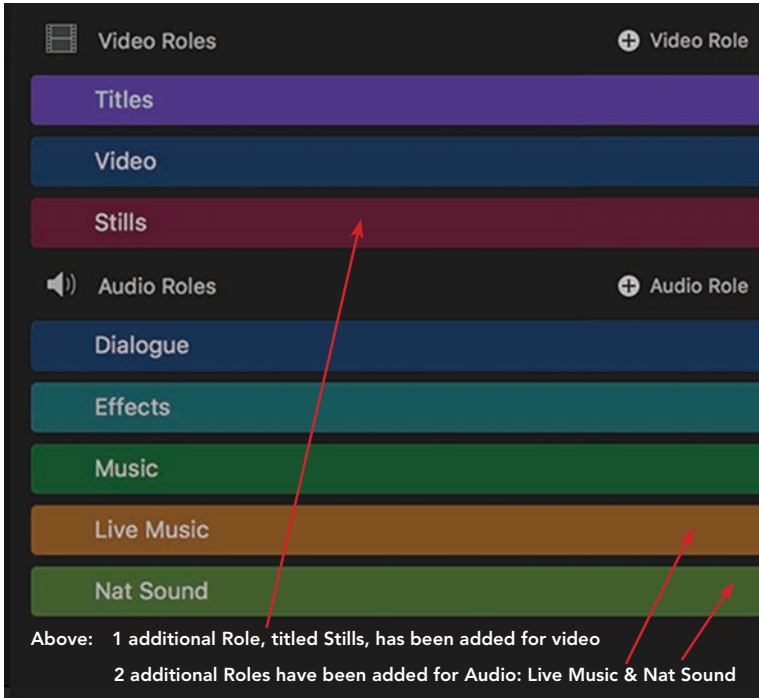 Video Roles Video Role
Titles
Video
Stills
Audio Roles Audio Role
Dialogue
Effects
Music
Live Music
Nat Sound
Above: 1 additional Role, titled Stills, has been added for video
2 additional Roles have been added for Audio: Live Music & Nat Sound